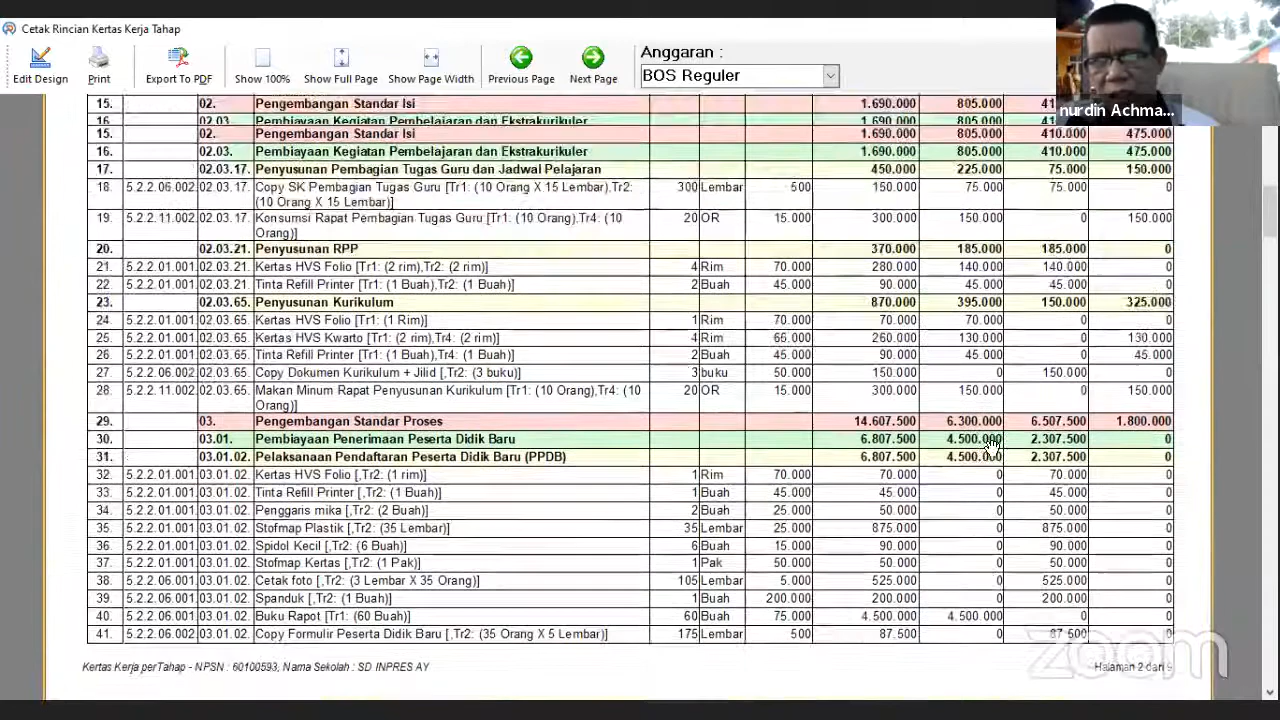 Cetak Rincian Kertas Kerja Tahap
Edit Design Print Export To PDF Show 100% Show Full Page Show Page Width Previous Page Next Page
Anggaran :
BOS Reguler
nurdin Achma...
15. 02. Pengembangan Standar Isi 1.690.000 805.000 41
16. 02.03. Pembiayaan Kegiatan Pembelajaran dan Ekstrakurikuler 1.690.000 805.000 410
15. 02. Pengembangan Standar Isi 1.690.000 805.000 410.000 475.000
16. 02.03. Pembiayaan Kegiatan Pembelajaran dan Ekstrakurikuler 1.690.000 805.000 410.000 475.000
17. 02.03.17. Penyusunan Pembagian Tugas Guru dan Jadwal Pelajaran 450.000 225.000 75.000 150.000
18. 5.2.2.06.002. 02.03.17. Copy SK Pembagian Tugas Guru [Tr1: (10 Orang X 15 Lembar),Tr2: 300 Lembar 500 150.000 75.000 75.000 0
(10 Orang X 15 Lembar)]
19. 5.2.2.11.002. 02.03.17. Konsumsi Rapat Pembagian Tugas Guru [Tr1: (10 Orang),Tr4: (10 20 OR 15.000 300.000 150.000 0 150.000
Orang)]
20. 02.03.21. Penyusunan RPP 370.000 185.000 185.000 0
21. 5.2.2.01.001. 02.03.21. Kertas HVS Folio [Tr1: (2 rim),Tr2: (2 rim)] 4 Rim 70.000 280.000 140.000 140.000 0
22. 5.2.2.01.001. 02.03.21. Tinta Refill Printer [Tr1: (1 Buah),Tr2: (1 Buah)] 2 Buah 45.000 90.000 45.000 45.000 0
23. 02.03.65. Penyusunan Kurikulum 870.000 395.000 150.000 325.000
24. 5.2.2.01.001. 02.03.65. Kertas HVS Folio [Tr1: (1 Rim)] 1 Rim 70.000 70.000 70.000 0 0
25. 5.2.2.01.001. 02.03.65. Kertas HVS Kwarto [Tr1: (2 rim),Tr4: (2 rim)] 4 Rim 65.000 260.000 130.000 0 130.000
26. 5.2.2.01.001. 02.03.65. Tinta Refill Printer [Tr1: (1 Buah),Tr4: (1 Buah)] 2 Buah 45.000 90.000 45.000 0 45.000
27. 5.2.2.06.002. 02.03.65. Copy Dokumen Kurikulum + Jilid [,Tr2: (3 buku)] 3 buku 50.000 150.000 0 150.000 0
28. 5.2.2.11.002. 02.03.65. Makan Minum Rapat Penyusunan Kurikulum [Tr1: (10 Orang),Tr4: (10 20 OR 15.000 300.000 150.000 0 150.000
Orang)]
29. 03. Pengembangan Standar Proses 14.607.500 6.300.000 6.507.500 1.800.000
30. 03.01. Pembiayaan Penerimaan Peserta Didik Baru 6.807.500 4.500.000 2.307.500 0
31. 03.01.02. Pelaksanaan Pendaftaran Peserta Didik Baru (PPDB) 6.807.500 4.500.000 2.307.500 0
32. 5.2.2.01.001. 03.01.02. Kertas HVS Folio [,Tr2: (1 rim)] 1 Rim 70.000 70.000 0 70.000 0
33. 5.2.2.01.001. 03.01.02. Tinta Refill Printer [,Tr2: (1 Buah)] 1 Buah 45.000 45.000 0 45.000 0
34. 5.2.2.01.001. 03.01.02. Penggaris mika [,Tr2: (2 Buah)] 2 Buah 25.000 50.000 0 50.000 0
35. 5.2.2.01.001. 03.01.02. Stofmap Plastik [,Tr2: (35 Lembar)] 35 Lembar 25.000 875.000 0 875.000 0
36. 5.2.2.01.001. 03.01.02. Spidol Kecil [,Tr2: (6 Buah)] 6 Buah 15.000 90.000 0 90.000 0
37. 5.2.2.01.001. 03.01.02. Stofmap Kertas [,Tr2: (1 Pak)] 1 Pak 50.000 50.000 0 50.000 0
38. 5.2.2.06.001. 03.01.02. Cetak foto [,Tr2: (3 Lembar X 35 Orang)] 105 Lembar 5.000 525.000 0 525.000 0
39. 5.2.2.06.001. 03.01.02. Spanduk [,Tr2: (1 Buah)] 1 Buah 200.000 200.000 0 200.000 0
40. 5.2.2.06.001. 03.01.02. Buku Rapot [Tr1: (60 Buah)] 60 Buah 75.000 4.500.000 4.500.000 0 0
41. 5.2.2.06.002. 03.01.02. Copy Formulir Peserta Didik Baru [,Tr2: (35 Orang X 5 Lembar)] 175 Lembar 500 87.500 0 87.500 0
Kertas Kerja perTahap - NPSN : 60100593, Nama Sekolah : SD INPRES AY Halaman 2 dari 9
zoom